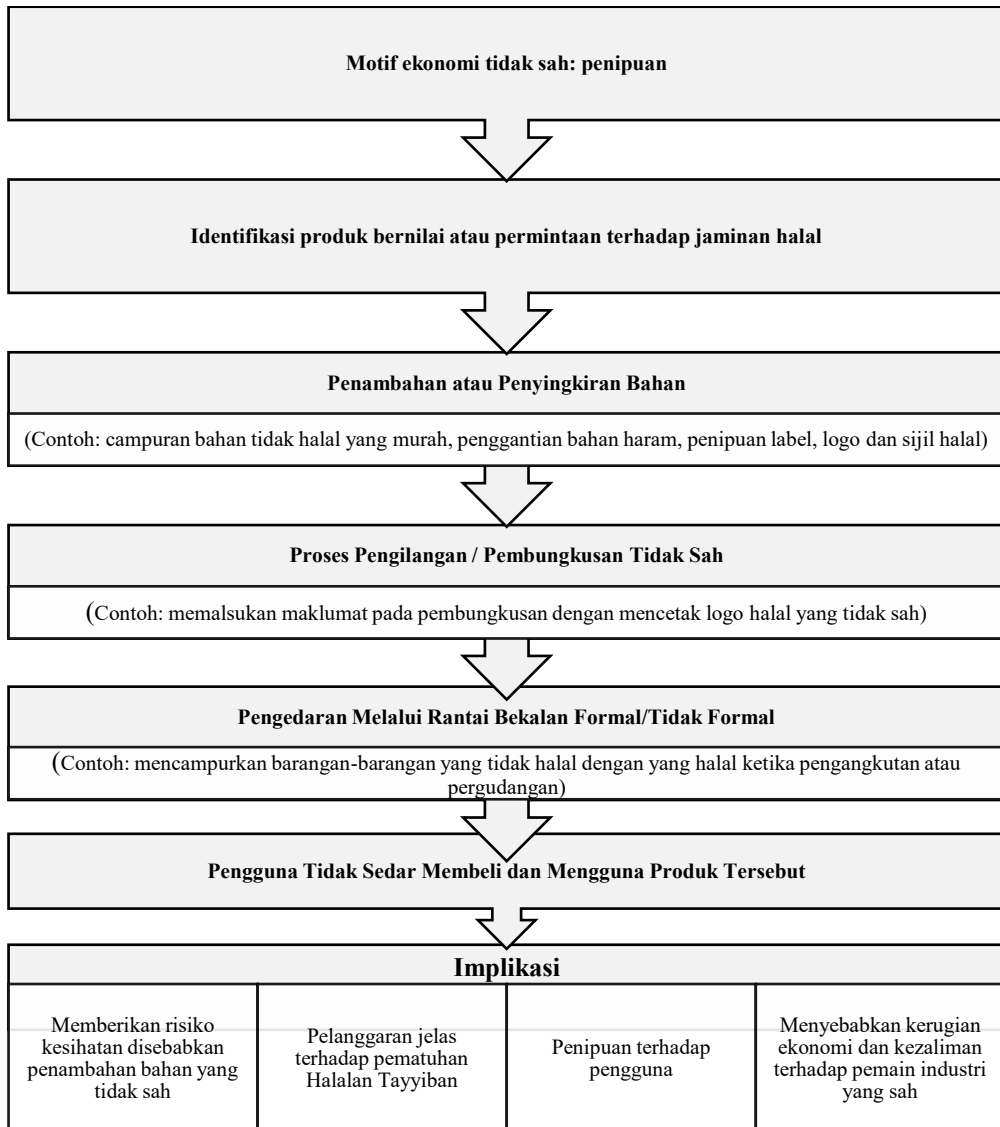 Motif ekonomi tidak sah: penipuan
Identifikasi produk bernilai atau permintaan terhadap jaminan halal
Penambahan atau Penyingkiran Bahan
(Contoh: campuran bahan tidak halal yang murah, penggantian bahan haram, penipuan label, logo dan sijil halal)
Proses Pengilangan / Pembungkusan Tidak Sah
(Contoh: memalsukan maklumat pada pembungkusan dengan mencetak logo halal yang tidak sah)
Pengedaran Melalui Rantai Bekalan Formal/Tidak Formal
(Contoh: mencampurkan barangan-barangan yang tidak halal dengan yang halal ketika pengangkutan atau
pergudangan)
Pengguna Tidak Sedar Membeli dan Mengguna Produk Tersebut
Implikasi
Memberikan risiko
kesihatan disebabkan
penambahan bahan yang
tidak sah
Pelanggaran jelas
terhadap pematuhan
Halalan Tayyiban
Penipuan terhadap
pengguna
Menyebabkan kerugian
ekonomi dan kezaliman
terhadap pemain industri
yang sah